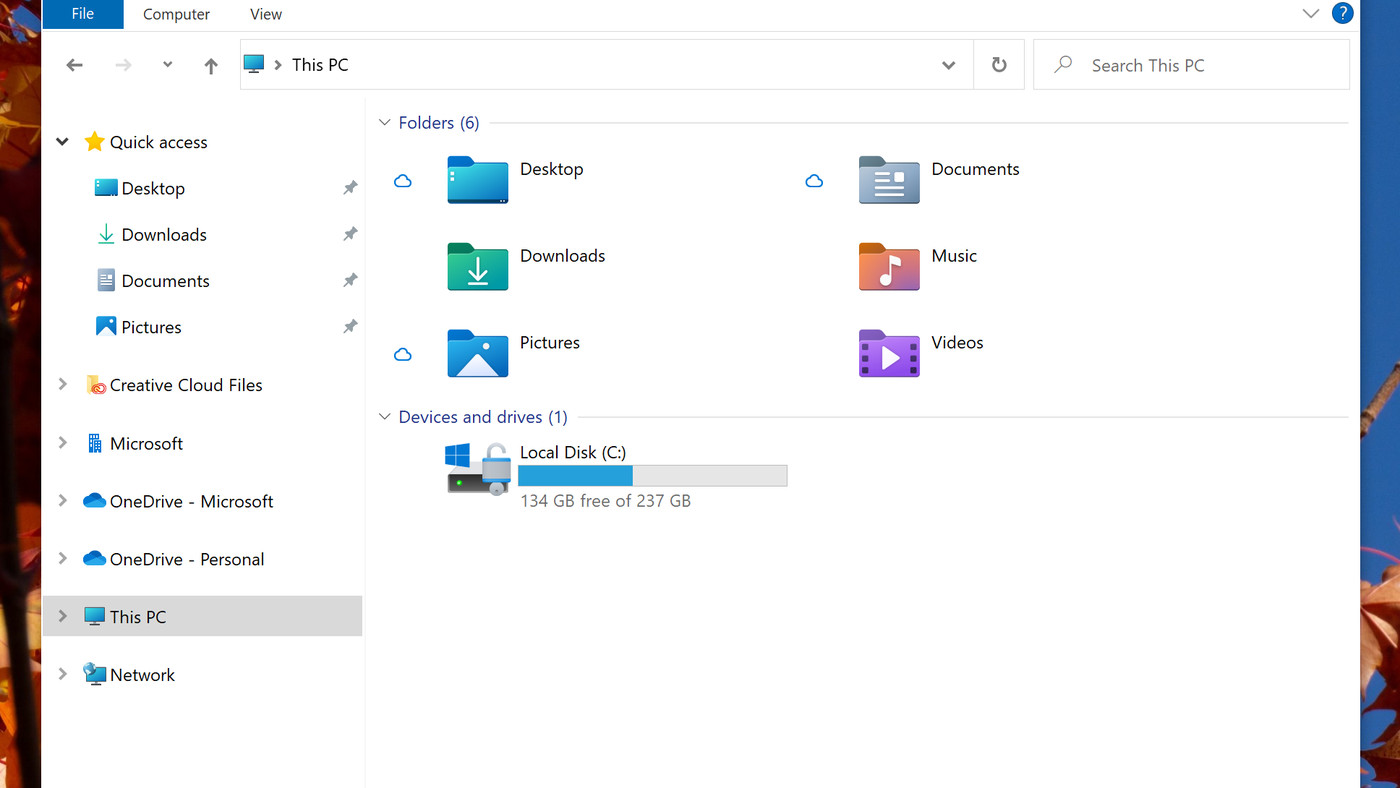 File Computer View ?
This PC Search This PC
Quick access
Desktop
Downloads
Documents
Pictures
Creative Cloud Files
Microsoft
OneDrive - Microsoft
OneDrive - Personal
This PC
Network
Folders (6)
Desktop Documents
Downloads Music
Pictures Videos
Devices and drives (1)
Local Disk (C:)
134 GB free of 237 GB